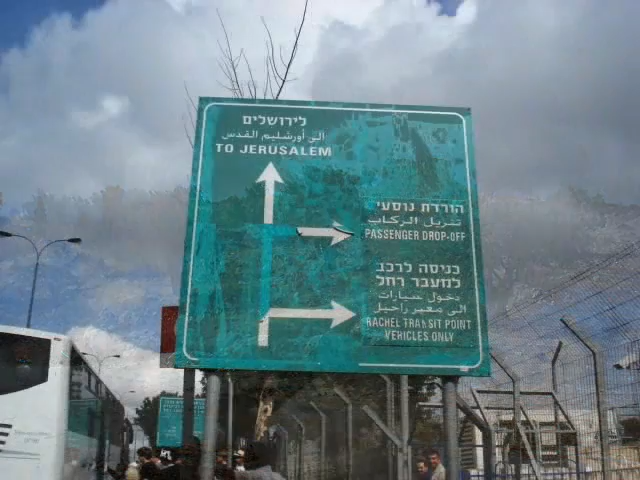 לירושלים
الى أورشليم القدس
TO JERUSALEM
הורדת נוסעי
تنزيل الركاب
PASSENGER DROP-OFF
כניסה לרכב
למעבר רחל
دخول سيارات
الى معبر راحيل
RACHEL TRANSIT POINT
VEHICLES ONLY